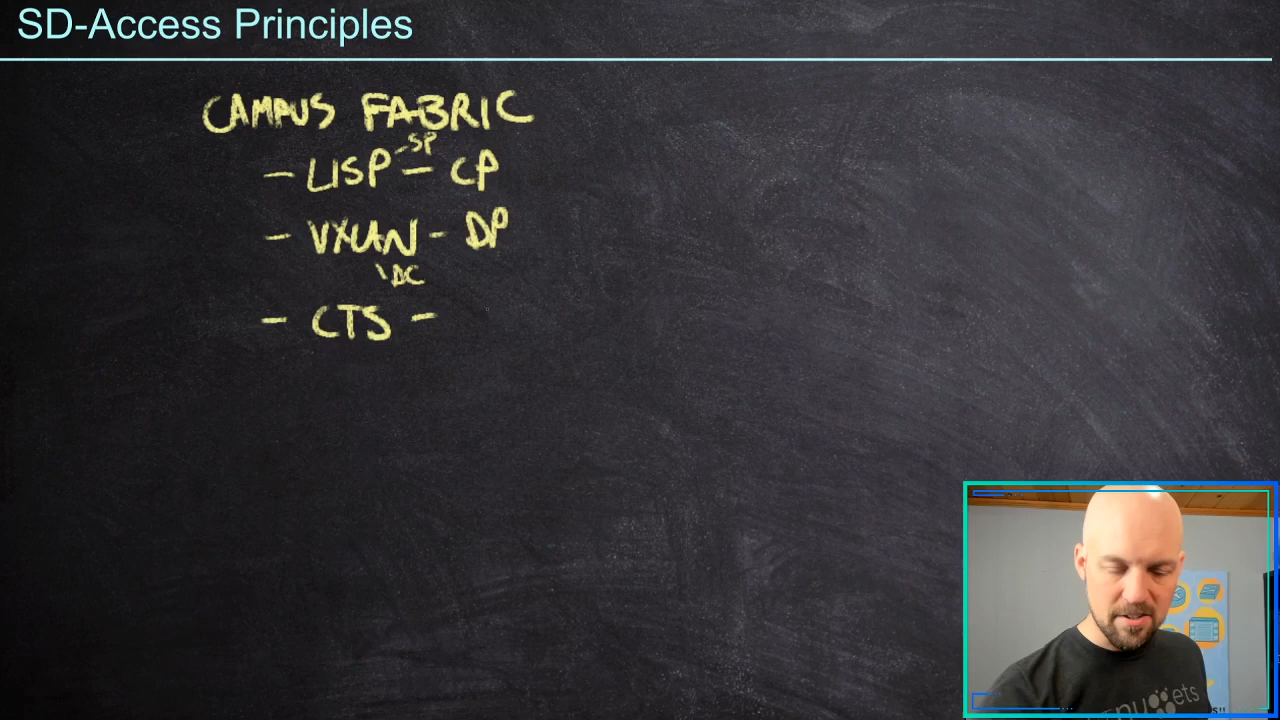 SD-Access Principles
CAMPUS FABRIC
- LISP - CP
SP
- VXLAN - DP
DC
- CTS -